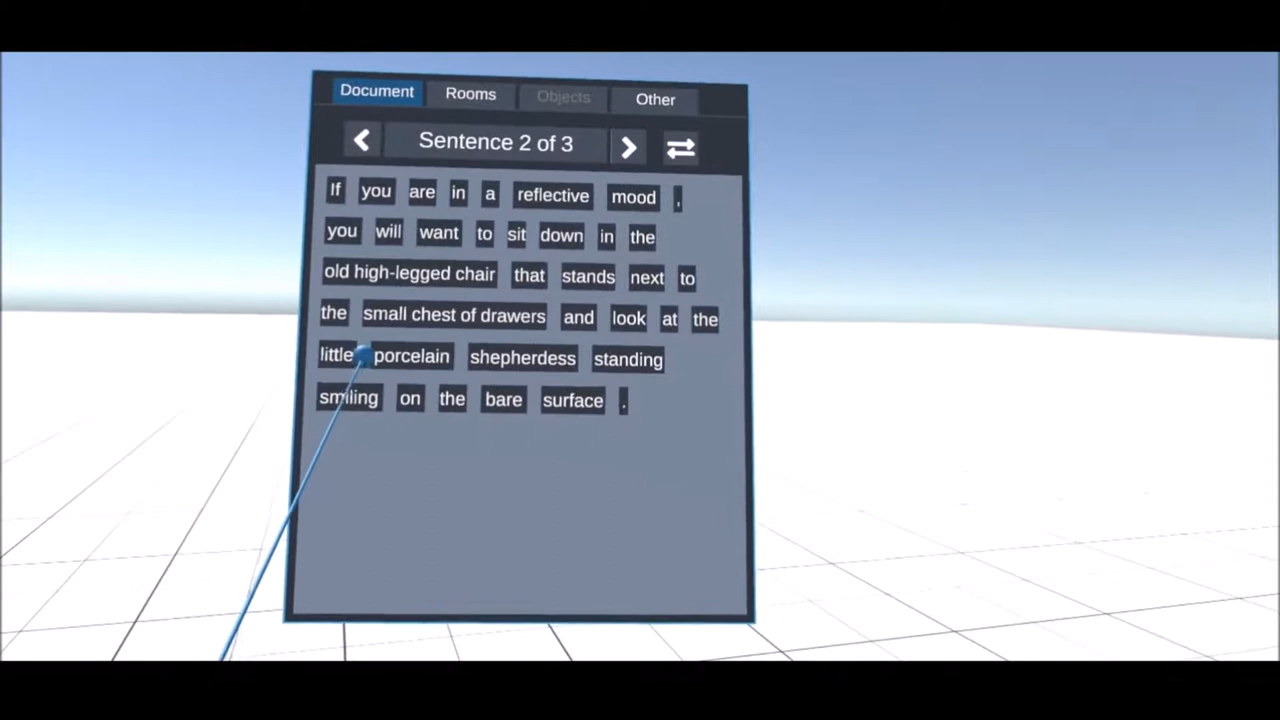 Document Rooms Objects Other
Sentence 2 of 3
If you are in a reflective mood ,
you will want to sit down in the
old high-legged chair that stands next to
the small chest of drawers and look at the
little porcelain shepherdess standing
smiling on the bare surface .